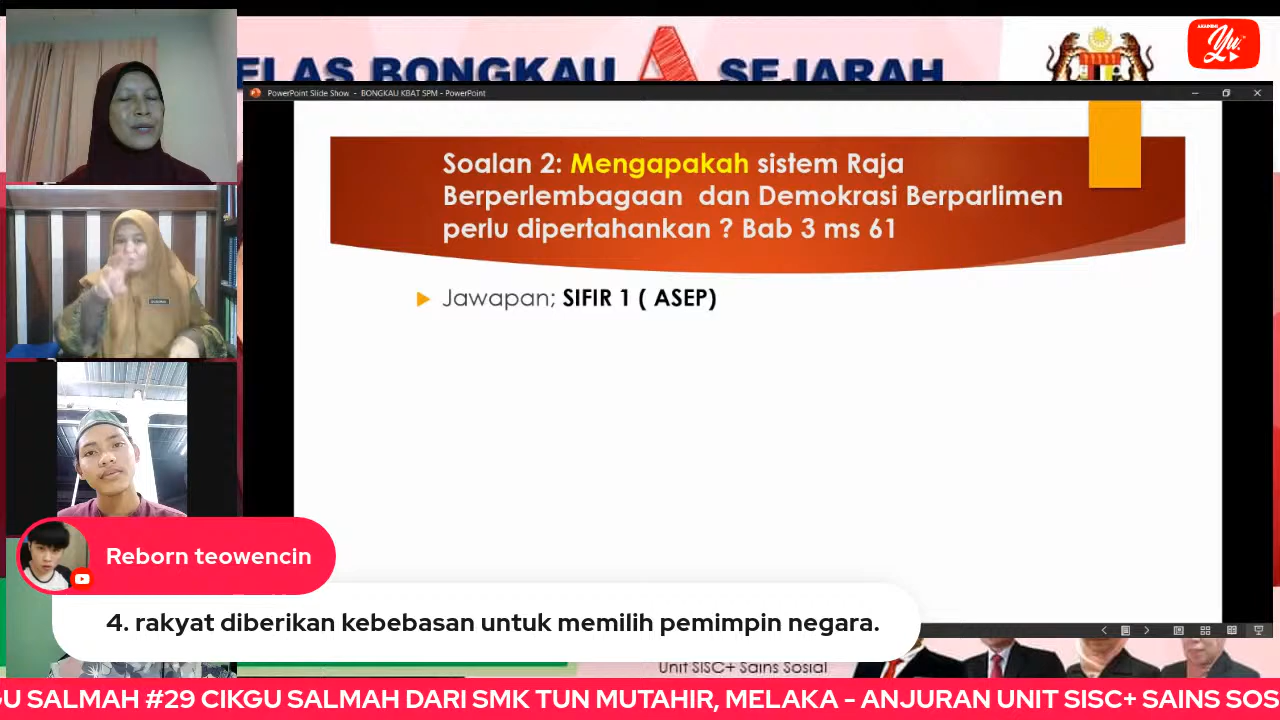 ELAS BONGKAU A SEJARAH
AKADEMI
Yu
PowerPoint Slide Show - BONGKAU KBAT SPM - PowerPoint
Soalan 2: Mengapakah sistem Raja
Berperlembagaan dan Demokrasi Berparlimen
perlu dipertahankan ? Bab 3 ms 61
Jawapan; SIFIR 1 ( ASEP)
Reborn teowencin
4. rakyat diberikan kebebasan untuk memilih pemimpin negara.
Unit SISC+ Sains Sosial
GU SALMAH #29 CIKGU SALMAH DARI SMK TUN MUTAHIR, MELAKA - ANJURAN UNIT SISC+ SAINS SOS